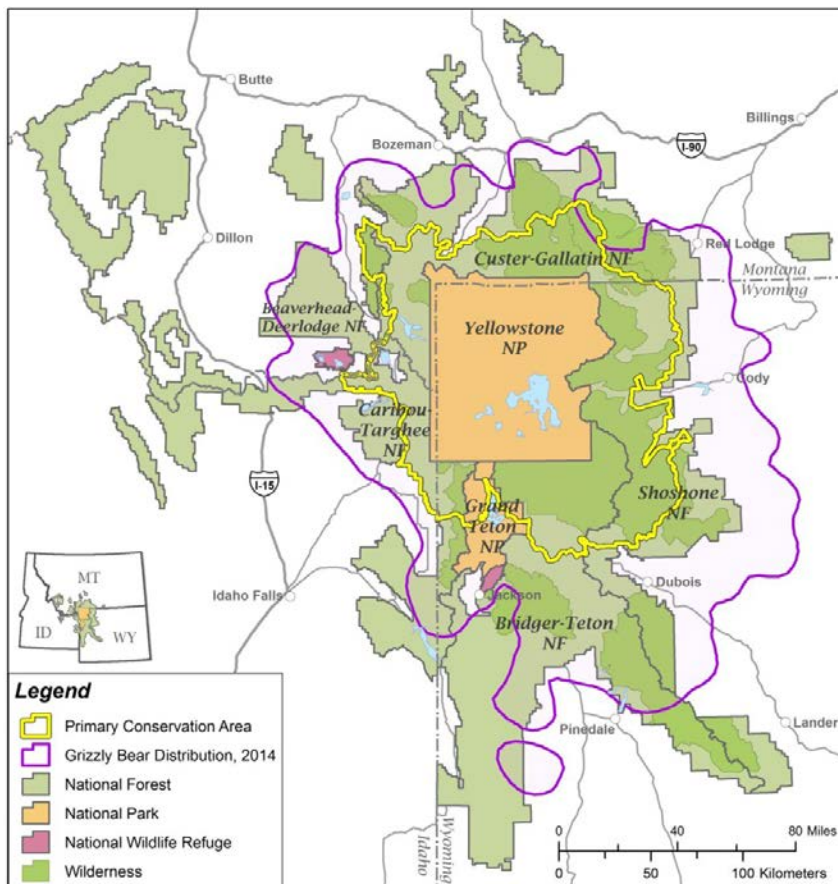 Butte
Billings
Bozeman
I-90
Dillon
Red Lodge
Custer-Gallatin NF
Montana
Wyoming
Beaverhead-
Deerlodge NF
Yellowstone
NP
Cody
Caribou-
Targhee
NF
I-15
Shoshone
NF
Grand
Teton
NP
Dubois
Idaho Falls
Jackson
MT
ID
WY
Bridger-Teton
NF
Legend
Primary Conservation Area
Lander
Pinedale
Grizzly Bear Distribution, 2014
National Forest
National Park
Wyoming
Idaho
0 40 80 Miles
National Wildlife Refuge
0 50 100 Kilometers
Wilderness